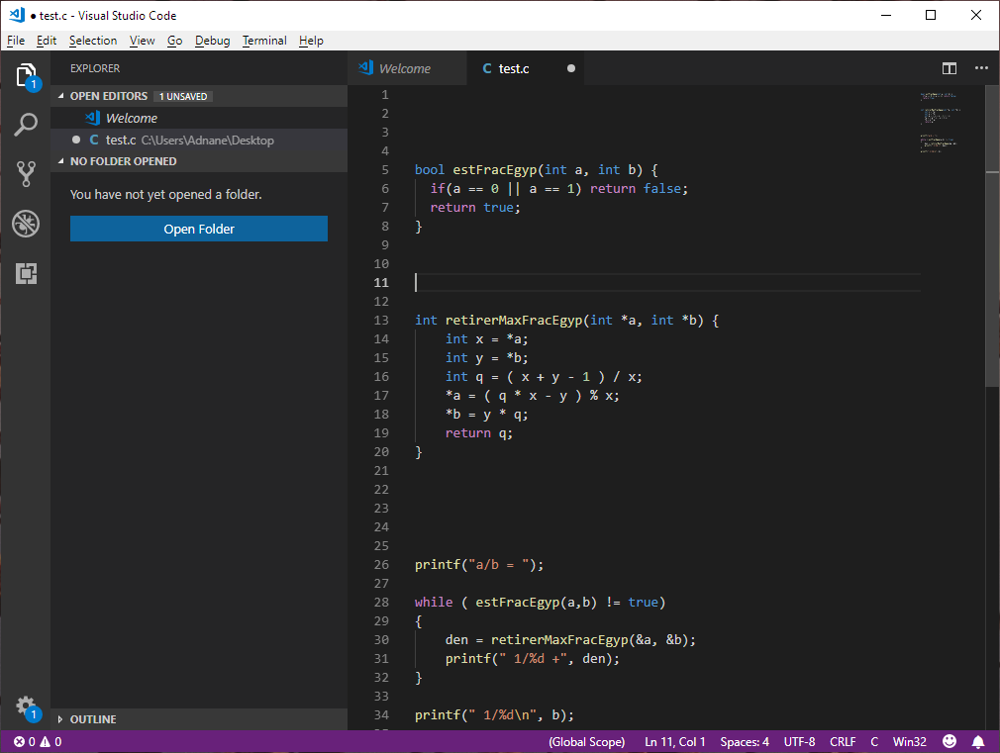 ● test.c - Visual Studio Code
File Edit Selection View Go Debug Terminal Help
1
EXPLORER
OPEN EDITORS 1 UNSAVED
Welcome
● C test.c C:\Users\Adnane\Desktop
NO FOLDER OPENED
You have not yet opened a folder.
Open Folder
OUTLINE
1
Welcome C test.c ●
1
2
3
4
5 bool estFracEgyp(int a, int b) {
6 if(a == 0 || a == 1) return false;
7 return true;
8 }
9
10
11
12
13 int retirerMaxFracEgyp(int *a, int *b) {
14 int x = *a;
15 int y = *b;
16 int q = ( x + y - 1 ) / x;
17 *a = ( q * x - y ) % x;
18 *b = y * q;
19 return q;
20 }
21
22
23
24
25
26 printf("a/b = ");
27
28 while ( estFracEgyp(a,b) != true)
29 {
30 den = retirerMaxFracEgyp(&a, &b);
31 printf(" 1/%d +", den);
32 }
33
34 printf(" 1/%d\n", b);
0 0 (Global Scope) Ln 11, Col 1 Spaces: 4 UTF-8 CRLF C Win32